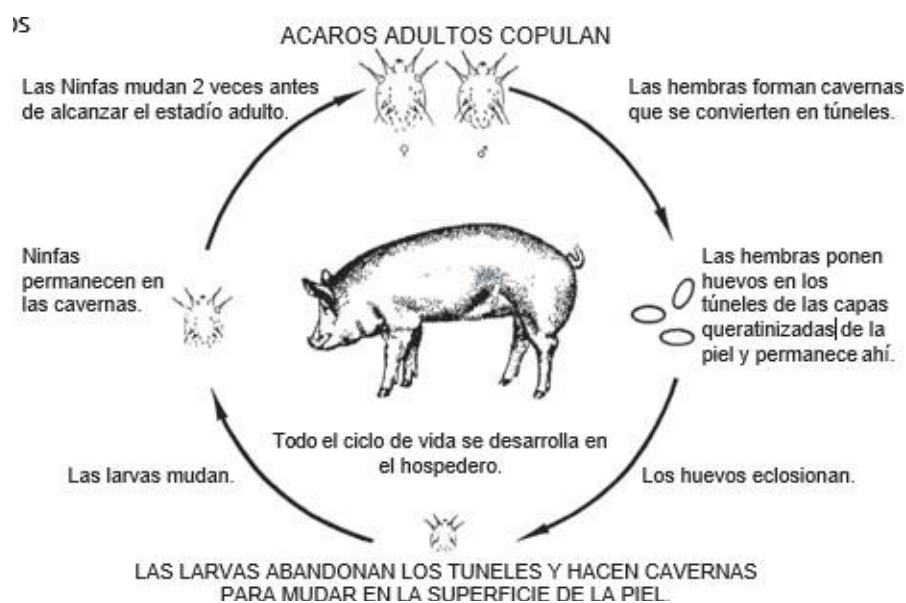 OS
ACAROS ADULTOS COPULAN
Las Ninfas mudan 2 veces antes
de alcanzar el estadío adulto.
Las hembras forman cavernas
que se convierten en túneles.
♀ ♂
Ninfas
permanecen en
las cavernas.
Las hembras ponen
huevos en los
túneles de las capas
queratinizadas de la
piel y permanece ahí.
Todo el ciclo de vida se desarrolla en
el hospedero.
Las larvas mudan.
Los huevos eclosionan.
LAS LARVAS ABANDONAN LOS TUNELES Y HACEN CAVERNAS
PARA MUDAR EN LA SUPERFICIE DE LA PIEL.